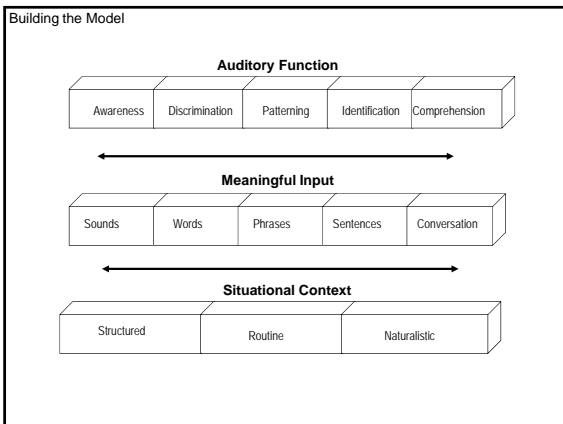 Building the Model
Auditory Function
Awareness Discrimination Patterning Identification Comprehension
Meaningful Input
Sounds Words Phrases Sentences Conversation
Situational Context
Structured Routine Naturalistic